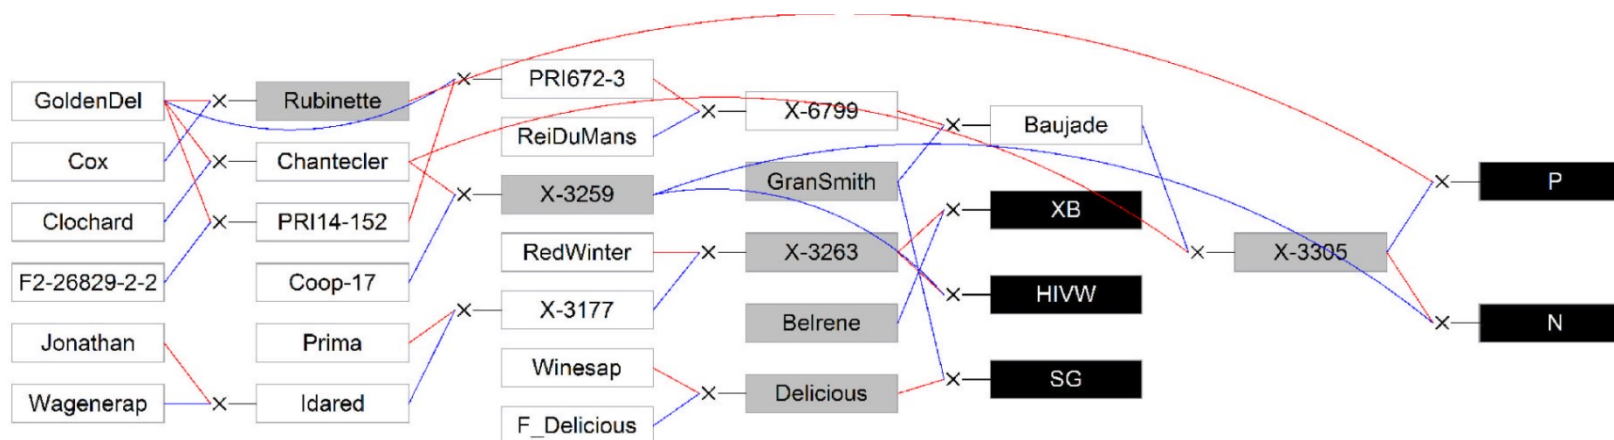 GoldenDel
Cox
Clochard
F2-26829-2-2
Jonathan
Wagenerap
Rubinette
Chantecler
PRI14-152
Coop-17
Prima
Idared
PRI672-3
ReiDuMans
X-3259
RedWinter
X-3177
Winesap
F_Delicious
X-6799
GranSmith
X-3263
Belrene
Delicious
Baujade
XB
HIVW
SG
X-3305
P
N